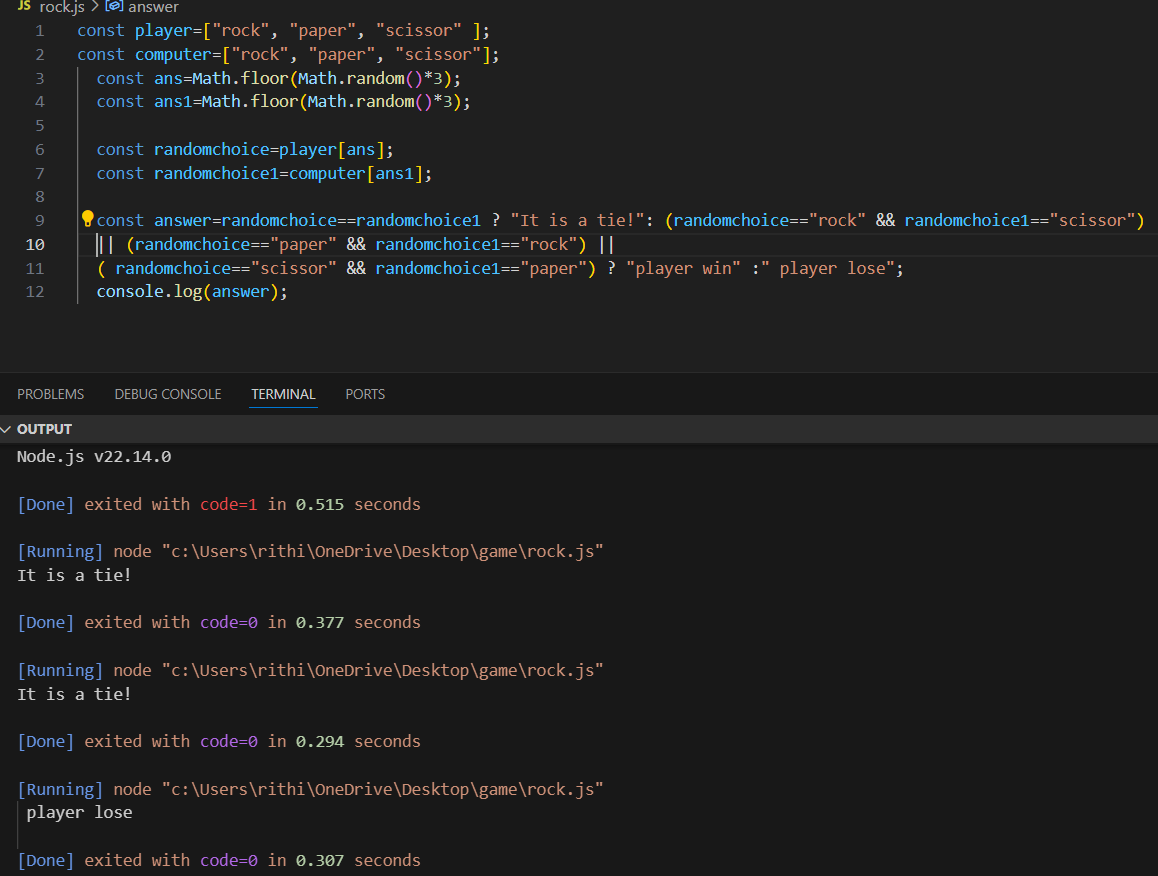 JS rock.js > answer
1 const player=["rock", "paper", "scissor" ];
2 const computer=["rock", "paper", "scissor"];
3 const ans=Math.floor(Math.random()*3);
4 const ans1=Math.floor(Math.random()*3);
5
6 const randomchoice=player[ans];
7 const randomchoice1=computer[ans1];
8
9 const answer=randomchoice==randomchoice1 ? "It is a tie!": (randomchoice=="rock" && randomchoice1=="scissor")
10 || (randomchoice=="paper" && randomchoice1=="rock") ||
11 ( randomchoice=="scissor" && randomchoice1=="paper") ? "player win" :" player lose";
12 console.log(answer);
PROBLEMS DEBUG CONSOLE TERMINAL PORTS
OUTPUT
Node.js v22.14.0
[Done] exited with code=1 in 0.515 seconds
[Running] node "c:\Users\rithi\OneDrive\Desktop\game\rock.js"
It is a tie!
[Done] exited with code=0 in 0.377 seconds
[Running] node "c:\Users\rithi\OneDrive\Desktop\game\rock.js"
It is a tie!
[Done] exited with code=0 in 0.294 seconds
[Running] node "c:\Users\rithi\OneDrive\Desktop\game\rock.js"
player lose
[Done] exited with code=0 in 0.307 seconds